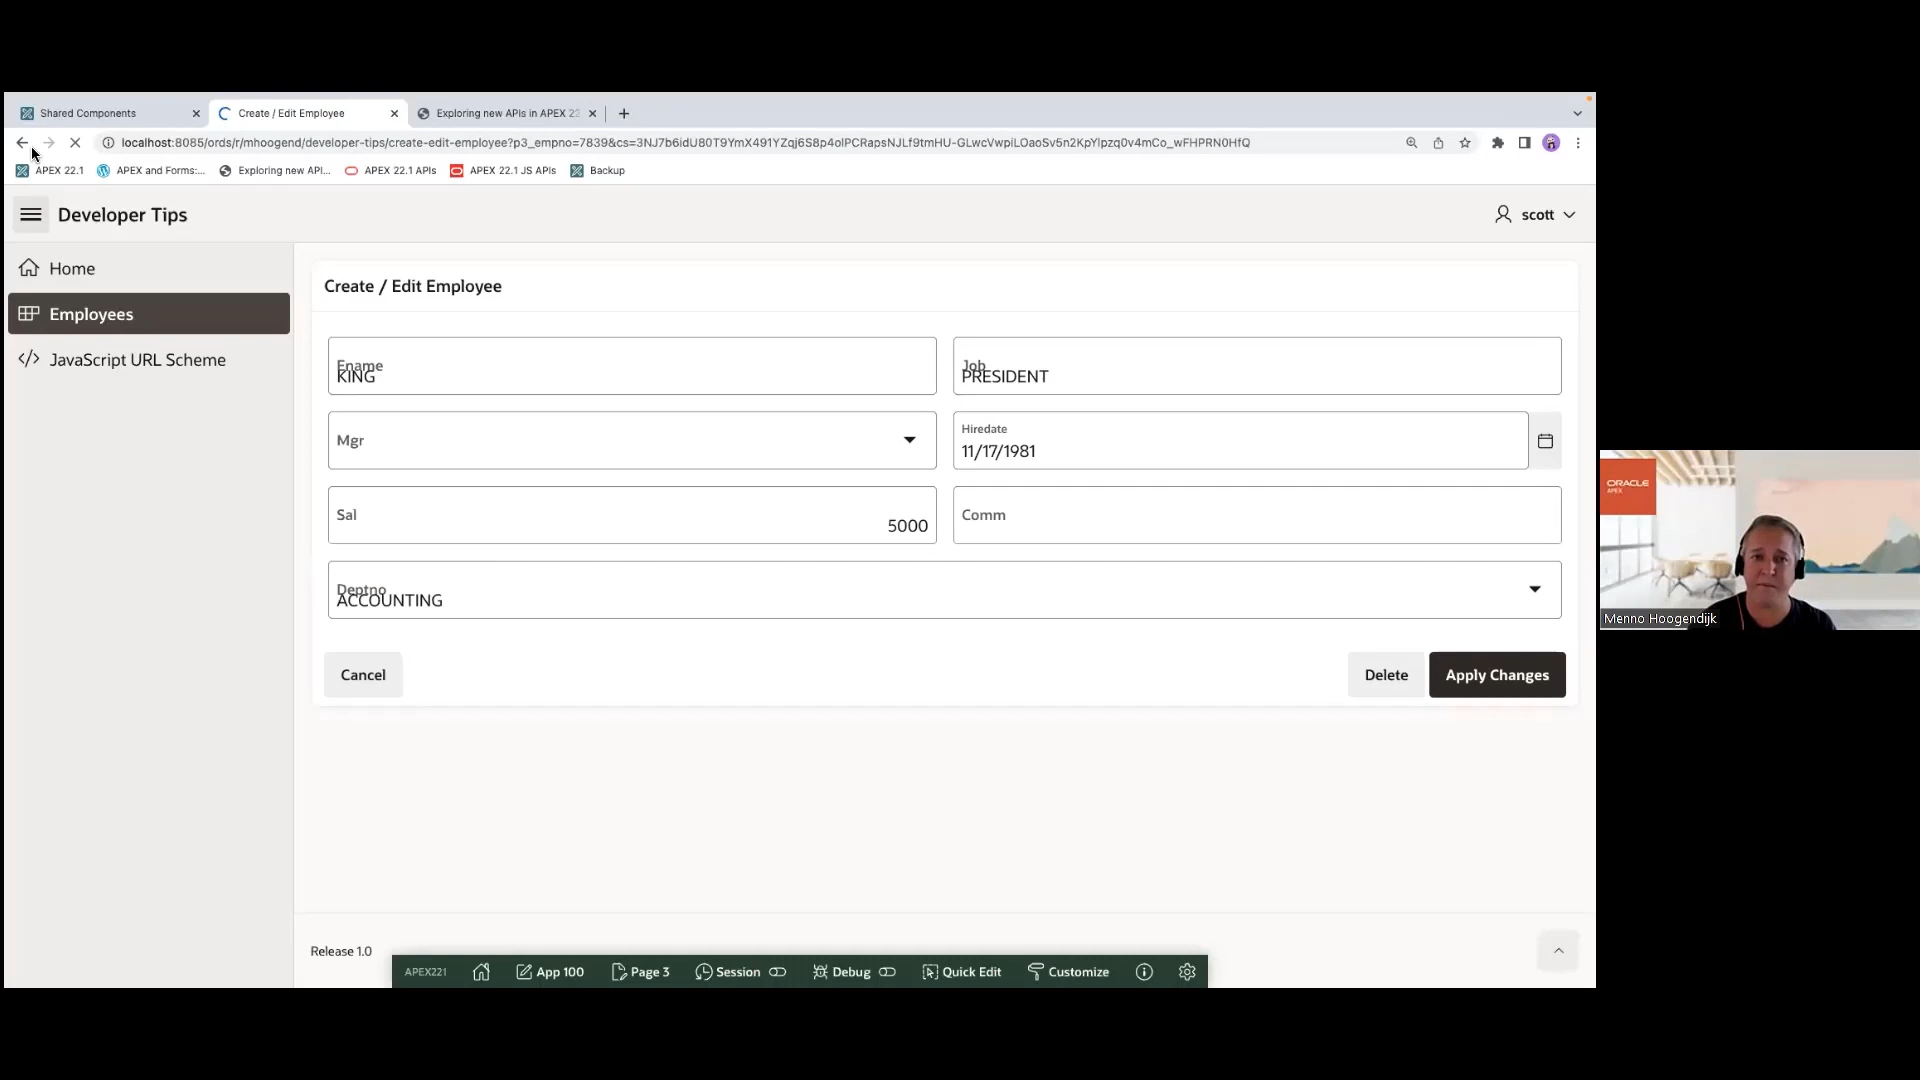 Shared Components
Create / Edit Employee
Exploring new APIs in APEX 22
localhost:8085/ords/r/mhoogend/developer-tips/create-edit-employee?p3_empno=7839&cs=3NJ7b6idU80T9YmX491YZqj6S8p4olPCRapsNJLf9tmHU-GLwcVwpiLOaoSv5n2KpYlpzq0v4mCo_wFHPRN0HfQ
APEX 22.1
APEX and Forms:...
Exploring new API...
APEX 22.1 APIs
APEX 22.1 JS APIs
Backup
Developer Tips
scott
Home
Employees
JavaScript URL Scheme
Create / Edit Employee
Ename
KING
Job
PRESIDENT
Mgr
Hiredate
11/17/1981
Sal
5000
Comm
Deptno
ACCOUNTING
Cancel
Delete
Apply Changes
ORACLE
APEX
Menno Hoogendijk
Release 1.0
APEX221
App 100
Page 3
Session
Debug
Quick Edit
Customize